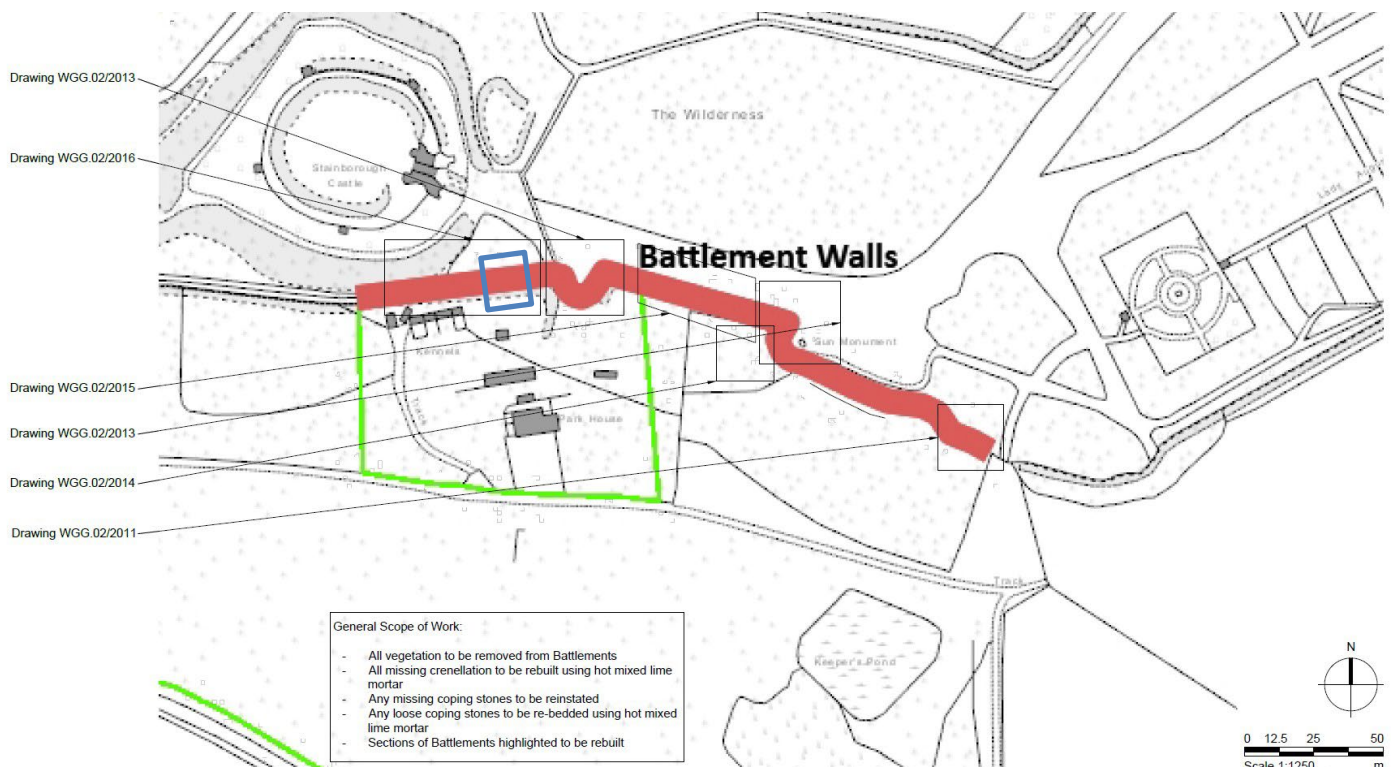 Drawing WGG.02/2013
The Wilderness
Drawing WGG.02/2016
Stainborough
Castle
Battlement Walls
Sun Monument
Kennels
Drawing WGG.02/2015
Track
Park House
Drawing WGG.02/2013
Drawing WGG.02/2014
Drawing WGG.02/2011
Track
General Scope of Work:
- All vegetation to be removed from Battlements
- All missing crenellation to be rebuilt using hot mixed lime
mortar
- Any missing coping stones to be reinstated
- Any loose coping stones to be re-bedded using hot mixed
lime mortar
- Sections of Battlements highlighted to be rebuilt
Keeper's Pond
N
0 12.5 25 50
Scale 1:1250 m
Lady